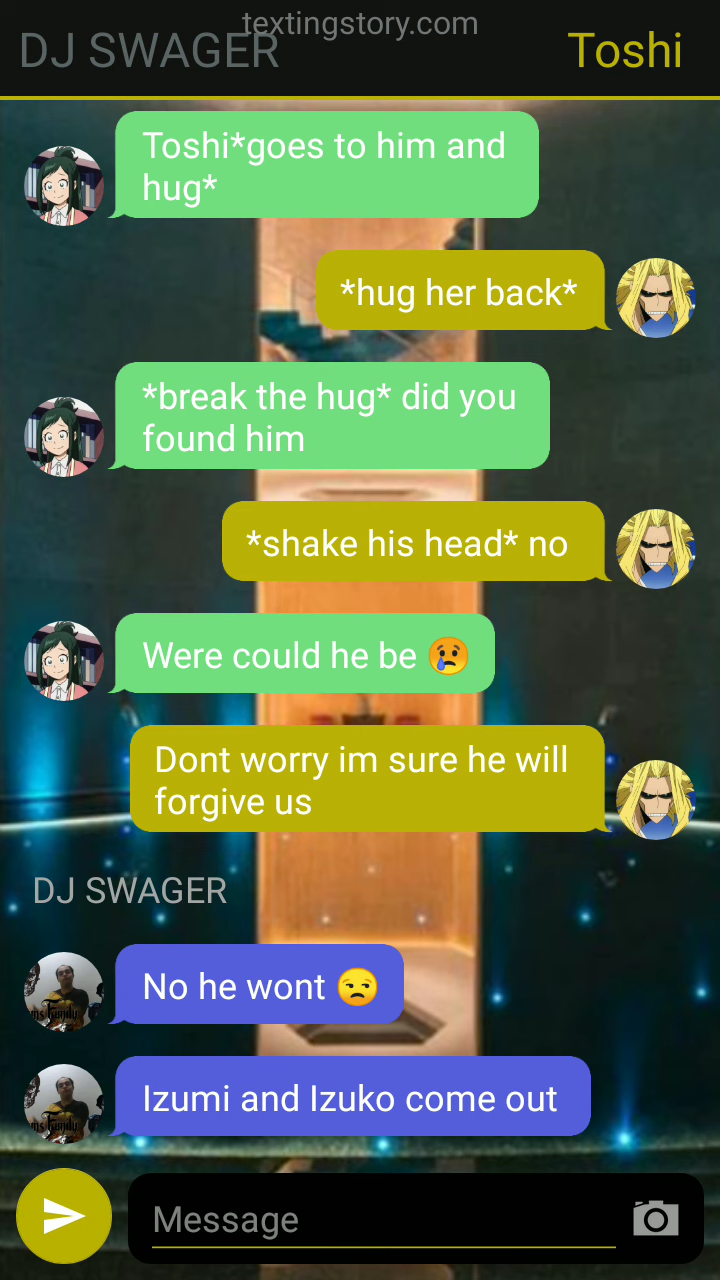 textingstory.com
DJ SWAGER
Toshi
Toshi*goes to him and
hug*
*hug her back*
*break the hug* did you
found him
*shake his head* no
Were could he be 😢
Dont worry im sure he will
forgive us
DJ SWAGER
No he wont 😒
Izumi and Izuko come out
Message